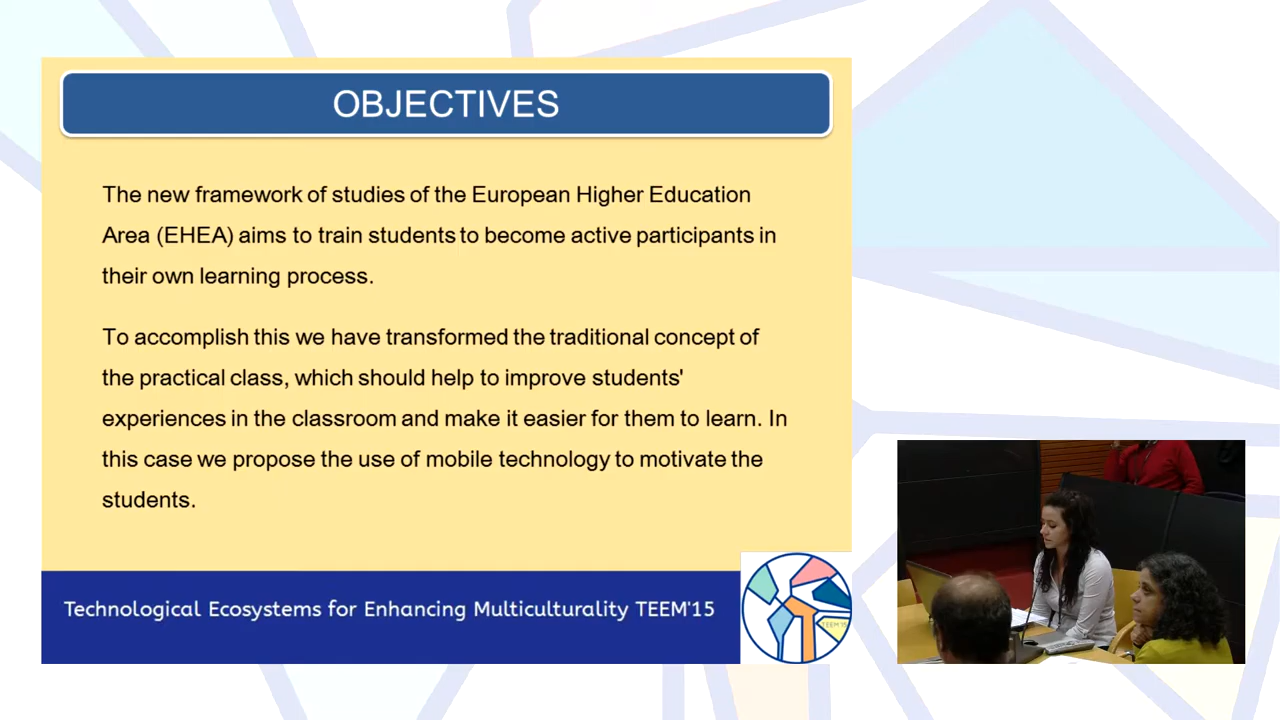 OBJECTIVES
The new framework of studies of the European Higher Education
Area (EHEA) aims to train students to become active participants in
their own learning process.
To accomplish this we have transformed the traditional concept of
the practical class, which should help to improve students'
experiences in the classroom and make it easier for them to learn. In
this case we propose the use of mobile technology to motivate the
students.
Technological Ecosystems for Enhancing Multiculturality TEEM'15
TEEM'15